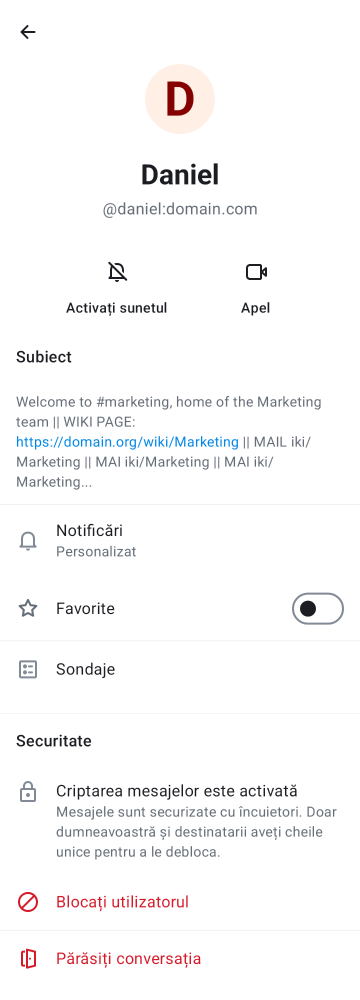 D
Daniel
@daniel:domain.com
Activați sunetul
Apel
Subiect
Welcome to #marketing, home of the Marketing
team || WIKI PAGE:
https://domain.org/wiki/Marketing || MAIL iki/
Marketing || MAI iki/Marketing || MAI iki/
Marketing...
Notificări
Personalizat
Favorite
Sondaje
Securitate
Criptarea mesajelor este activată
Mesajele sunt securizate cu încuietori. Doar
dumneavoastră și destinatarii aveți cheile
unice pentru a le debloca.
Blocați utilizatorul
Părăsiți conversația